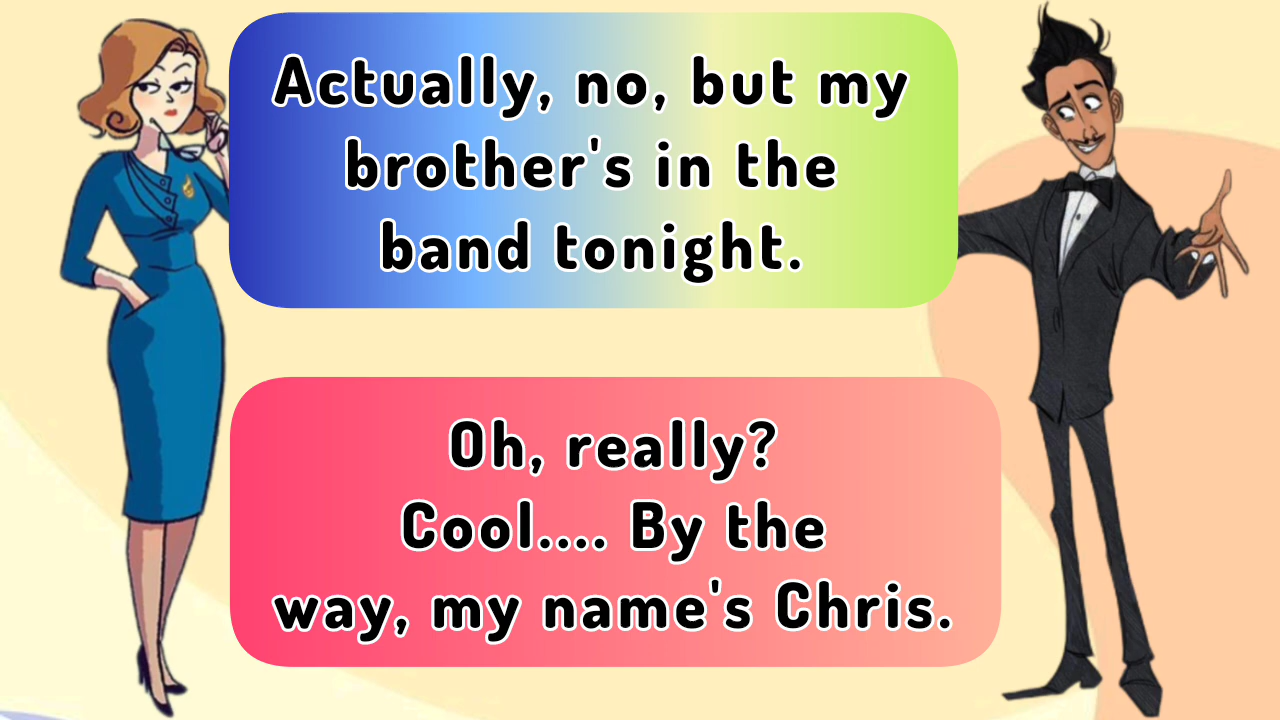 Actually, no, but my
brother's in the
band tonight.
Oh, really?
Cool.... By the
way, my name's Chris.